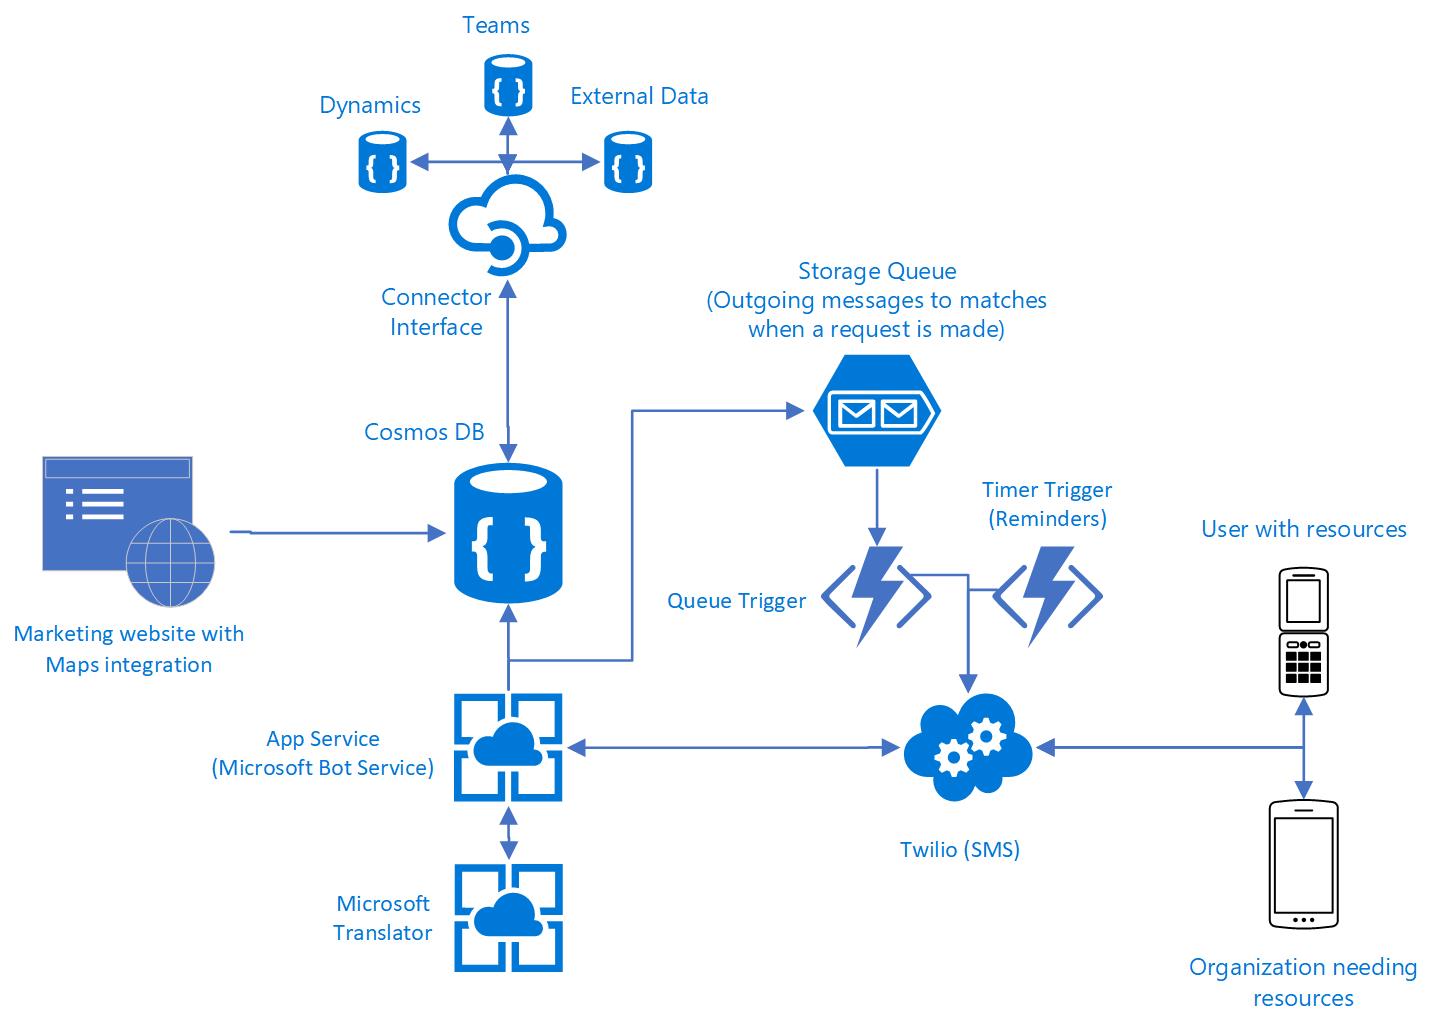 Teams
Dynamics
External Data
Connector
Interface
Storage Queue
(Outgoing messages to matches
when a request is made)
Cosmos DB
Timer Trigger
(Reminders)
User with resources
Queue Trigger
Marketing website with
Maps integration
App Service
(Microsoft Bot Service)
Twilio (SMS)
Microsoft
Translator
Organization needing
resources